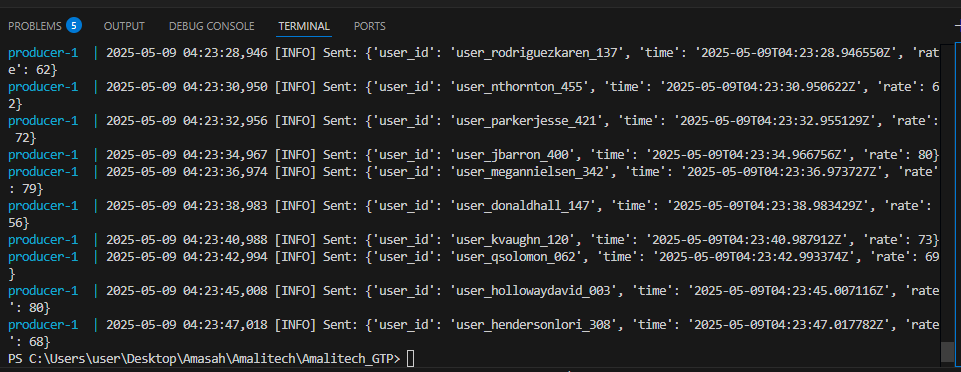 PROBLEMS 5 OUTPUT DEBUG CONSOLE TERMINAL PORTS
producer-1 | 2025-05-09 04:23:28,946 [INFO] Sent: {'user_id': 'user_rodriguezkaren_137', 'time': '2025-05-09T04:23:28.946550Z', 'rat
e': 62}
producer-1 | 2025-05-09 04:23:30,950 [INFO] Sent: {'user_id': 'user_nthornton_455', 'time': '2025-05-09T04:23:30.950622Z', 'rate': 6
2}
producer-1 | 2025-05-09 04:23:32,956 [INFO] Sent: {'user_id': 'user_parkerjesse_421', 'time': '2025-05-09T04:23:32.955129Z', 'rate':
72}
producer-1 | 2025-05-09 04:23:34,967 [INFO] Sent: {'user_id': 'user_jbarron_400', 'time': '2025-05-09T04:23:34.966756Z', 'rate': 80}
producer-1 | 2025-05-09 04:23:36,974 [INFO] Sent: {'user_id': 'user_megannielsen_342', 'time': '2025-05-09T04:23:36.973727Z', 'rate'
: 79}
producer-1 | 2025-05-09 04:23:38,983 [INFO] Sent: {'user_id': 'user_donaldhall_147', 'time': '2025-05-09T04:23:38.983429Z', 'rate':
56}
producer-1 | 2025-05-09 04:23:40,988 [INFO] Sent: {'user_id': 'user_kvaughn_120', 'time': '2025-05-09T04:23:40.987912Z', 'rate': 73}
producer-1 | 2025-05-09 04:23:42,994 [INFO] Sent: {'user_id': 'user_qsolomon_062', 'time': '2025-05-09T04:23:42.993374Z', 'rate': 69
}
producer-1 | 2025-05-09 04:23:45,008 [INFO] Sent: {'user_id': 'user_hollowaydavid_003', 'time': '2025-05-09T04:23:45.007116Z', 'rate
': 80}
producer-1 | 2025-05-09 04:23:47,018 [INFO] Sent: {'user_id': 'user_hendersonlori_308', 'time': '2025-05-09T04:23:47.017782Z', 'rate
': 68}
PS C:\Users\user\Desktop\Amasah\Amalitech\Amalitech_GTP>